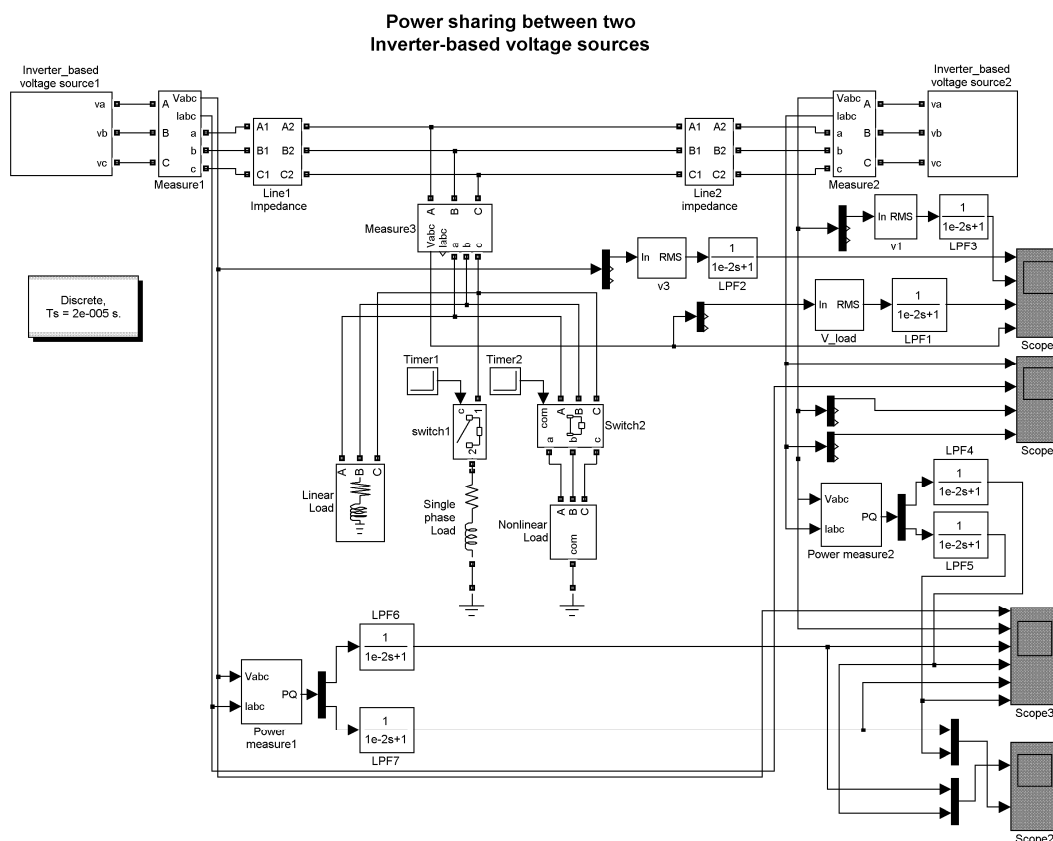 Power sharing between two
Inverter-based voltage sources
Inverter_based
voltage source1
va
vb
vc
A
B
C
Vabc
Iabc
a
b
c
Measure1
A1 A2
B1 B2
C1 C2
Line1
Impedance
A1 A2
B1 B2
C1 C2
Line2
impedance
Vabc
Iabc
A
a
B
b
C
c
Measure2
Inverter_based
voltage source2
va
vb
vc
Measure3
A
B
C
Vabc
Iabc
a
b
c
In RMS
v1
1
1e-2s+1
LPF3
In RMS
v3
1
1e-2s+1
LPF2
In RMS
V_load
1
1e-2s+1
LPF1
Scope
Discrete,
Ts = 2e-005 s.
Timer1
Timer2
c
1
2
switch1
com
A
B
C
a
b
c
Switch2
Scope
A
B
C
Linear
Load
Single
phase
Load
A
B
C
com
Nonlinear
Load
Vabc
Iabc
PQ
Power measure2
LPF4
1
1e-2s+1
1
1e-2s+1
LPF5
LPF6
1
1e-2s+1
Vabc
Iabc
PQ
Power
measure1
1
1e-2s+1
LPF7
Scope3
Scope2